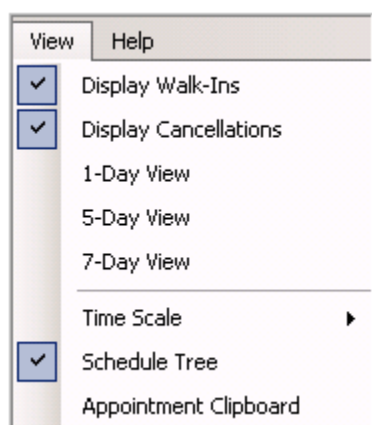 View Help
Display Walk-Ins
Display Cancellations
1-Day View
5-Day View
7-Day View
Time Scale
Schedule Tree
Appointment Clipboard